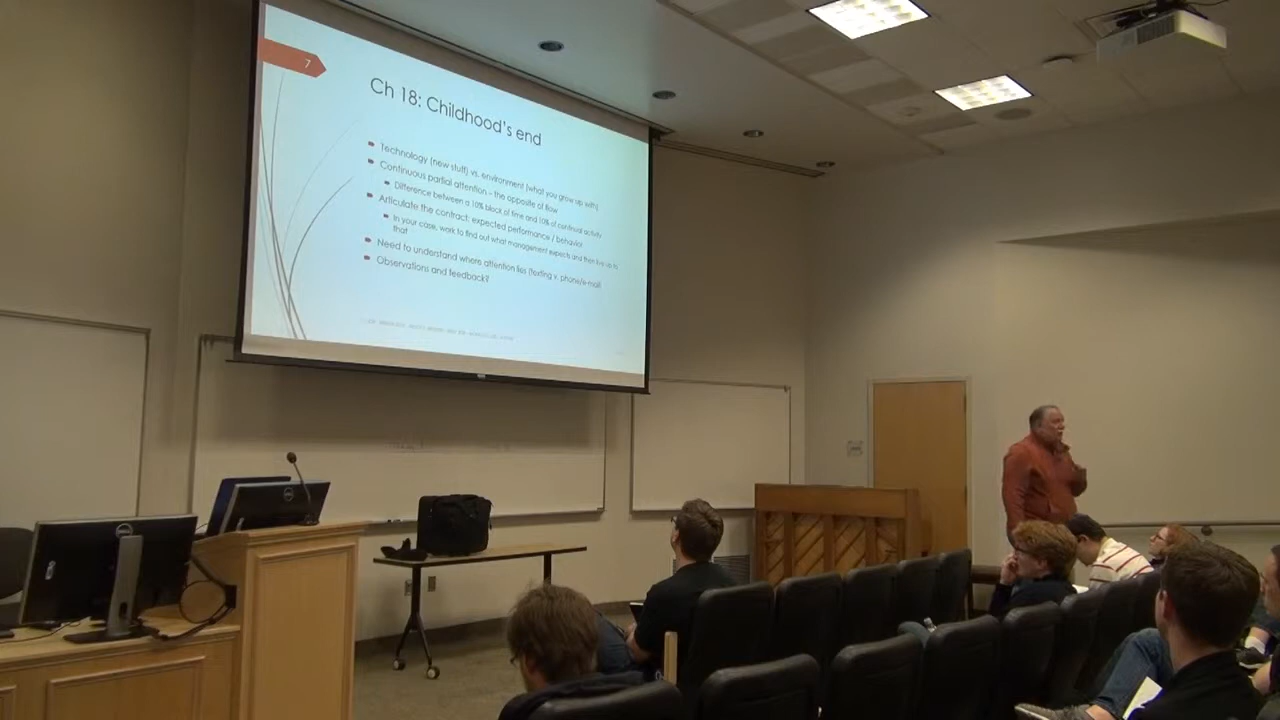 7
Ch 18: Childhood's end
Technology (new stuff) vs. environment (what you grow up with)
Continuous partial attention – the opposite of flow
Difference between a 10% block of time and 10% of continual activity
Articulate the contract: expected performance / behavior
In your case, work to find out what management expects and then live up to
that
Need to understand where attention lies (texting v. phone/e-mail)
Observations and feedback?
DELL